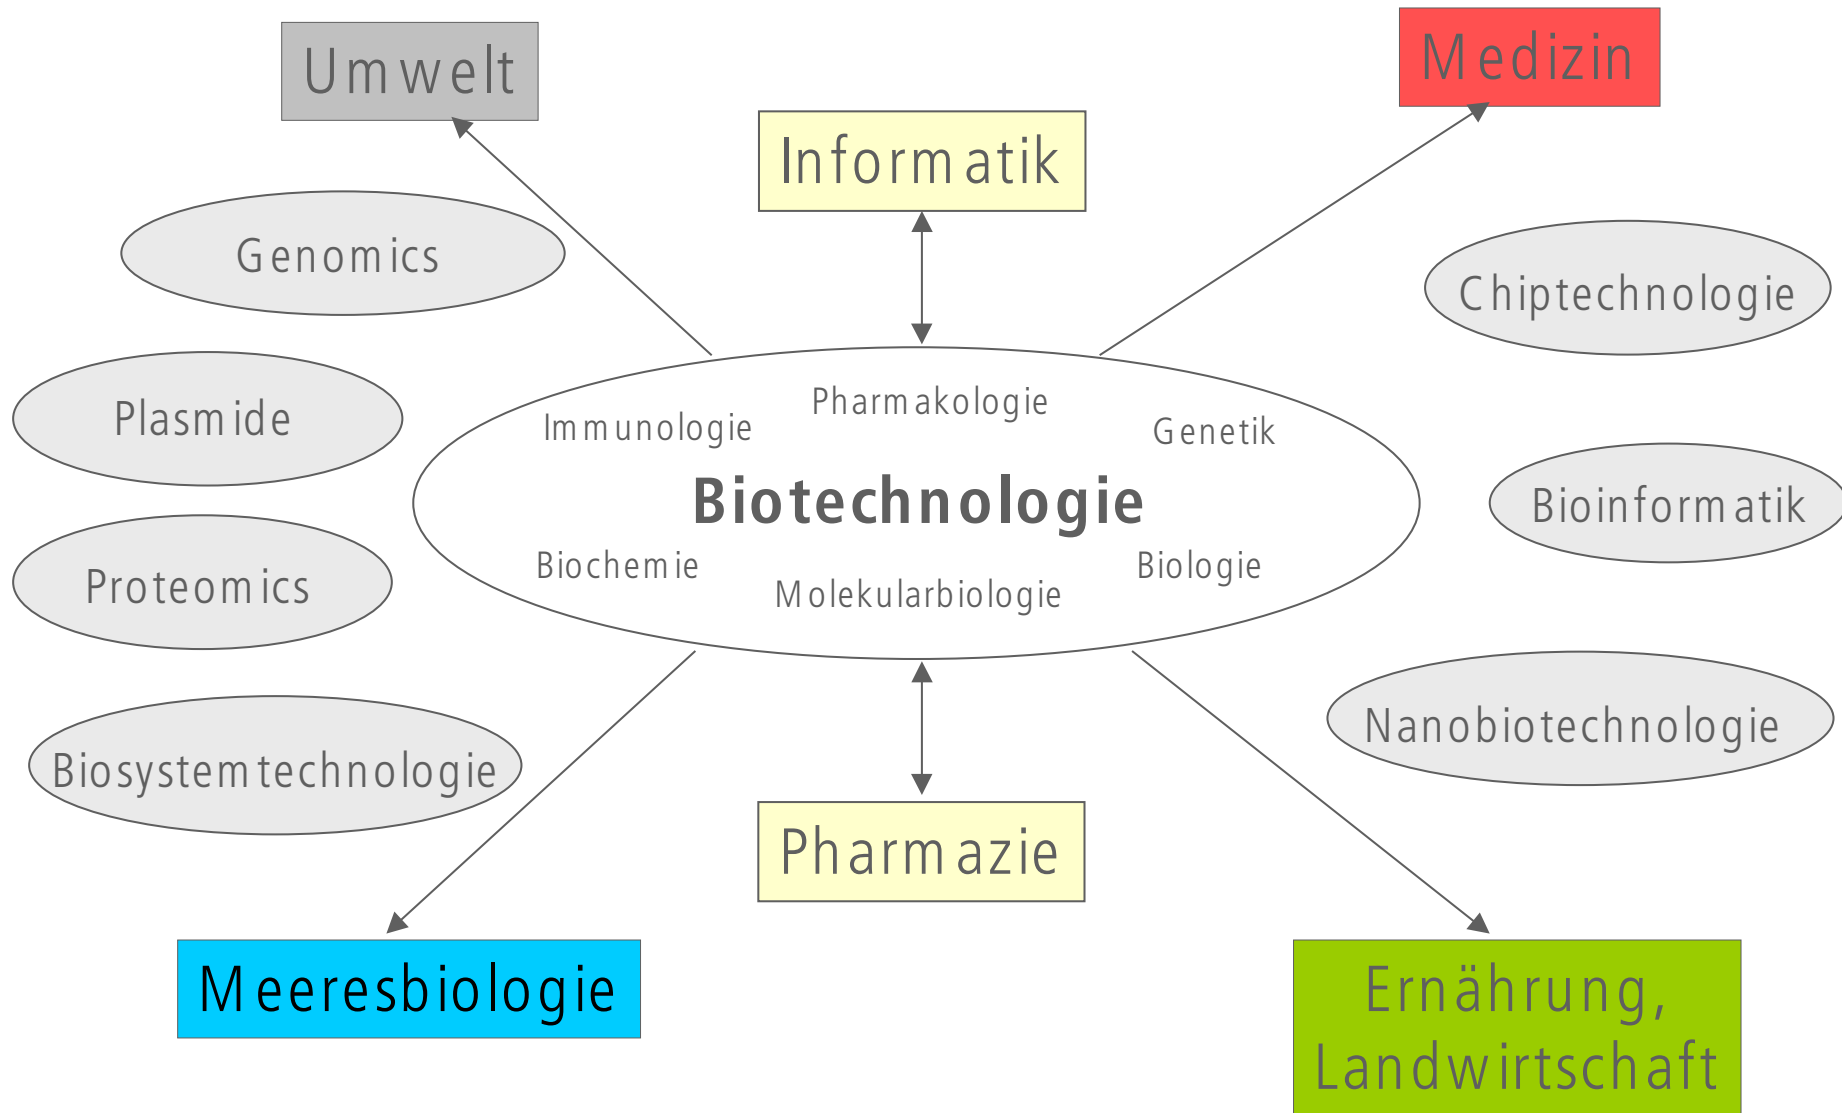 Umwelt
Medizin
Informatik
Genomics
Chiptechnologie
Plasmide
Immunologie
Pharmakologie
Genetik
Biotechnologie
Bioinformatik
Proteomics
Biochemie
Molekularbiologie
Biologie
Biosystemtechnologie
Nanobiotechnologie
Pharmazie
Meeresbiologie
Ernährung,
Landwirtschaft